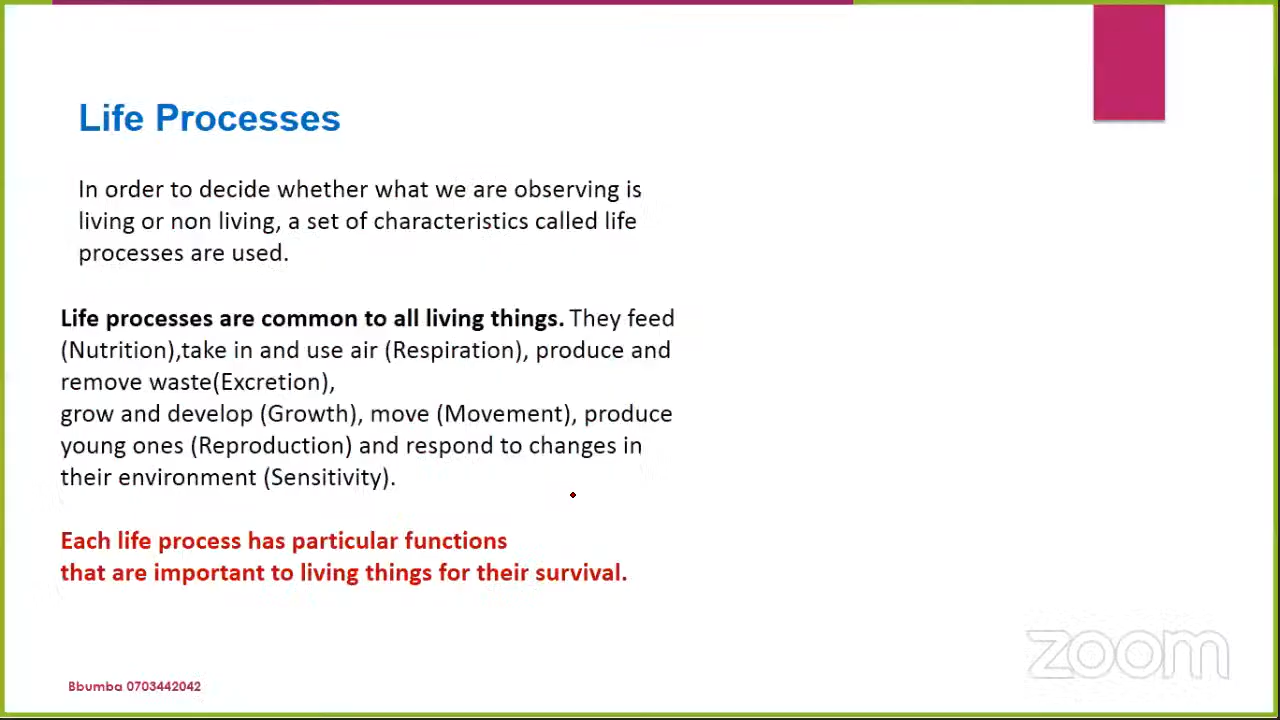 Life Processes
In order to decide whether what we are observing is
living or non living, a set of characteristics called life
processes are used.
Life processes are common to all living things. They feed
(Nutrition),take in and use air (Respiration), produce and
remove waste(Excretion),
grow and develop (Growth), move (Movement), produce
young ones (Reproduction) and respond to changes in
their environment (Sensitivity).
Each life process has particular functions
that are important to living things for their survival.
zoom
Bbumba 0703442042